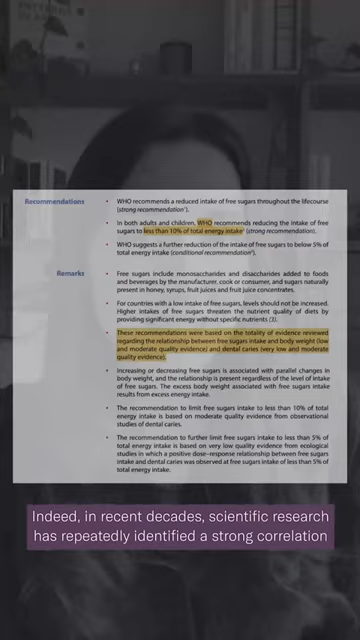 Recommendations
• WHO recommends a reduced intake of free sugars throughout the lifecourse
(strong recommendation¹).
• In both adults and children, WHO recommends reducing the intake of free
sugars to less than 10% of total energy intake² (strong recommendation).
• WHO suggests a further reduction of the intake of free sugars to below 5% of
total energy intake (conditional recommendation³).
Remarks
• Free sugars include monosaccharides and disaccharides added to foods
and beverages by the manufacturer, cook or consumer, and sugars naturally
present in honey, syrups, fruit juices and fruit juice concentrates.
• For countries with a low intake of free sugars, levels should not be increased.
Higher intakes of free sugars threaten the nutrient quality of diets by
providing significant energy without specific nutrients (3).
• These recommendations were based on the totality of evidence reviewed
regarding the relationship between free sugars intake and body weight (low
and moderate quality evidence) and dental caries (very low and moderate
quality evidence).
• Increasing or decreasing free sugars is associated with parallel changes in
body weight, and the relationship is present regardless of the level of intake
of free sugars. The excess body weight associated with free sugars intake
results from excess energy intake.
• The recommendation to limit free sugars intake to less than 10% of total
energy intake is based on moderate quality evidence from observational
studies of dental caries.
• The recommendation to further limit free sugars intake to less than 5% of
total energy intake is based on very low quality evidence from ecological
studies in which a positive dose–response relationship between free sugars
intake and dental caries was observed at free sugars intake of less than 5% of
total energy intake.
Indeed, in recent decades, scientific research
has repeatedly identified a strong correlation